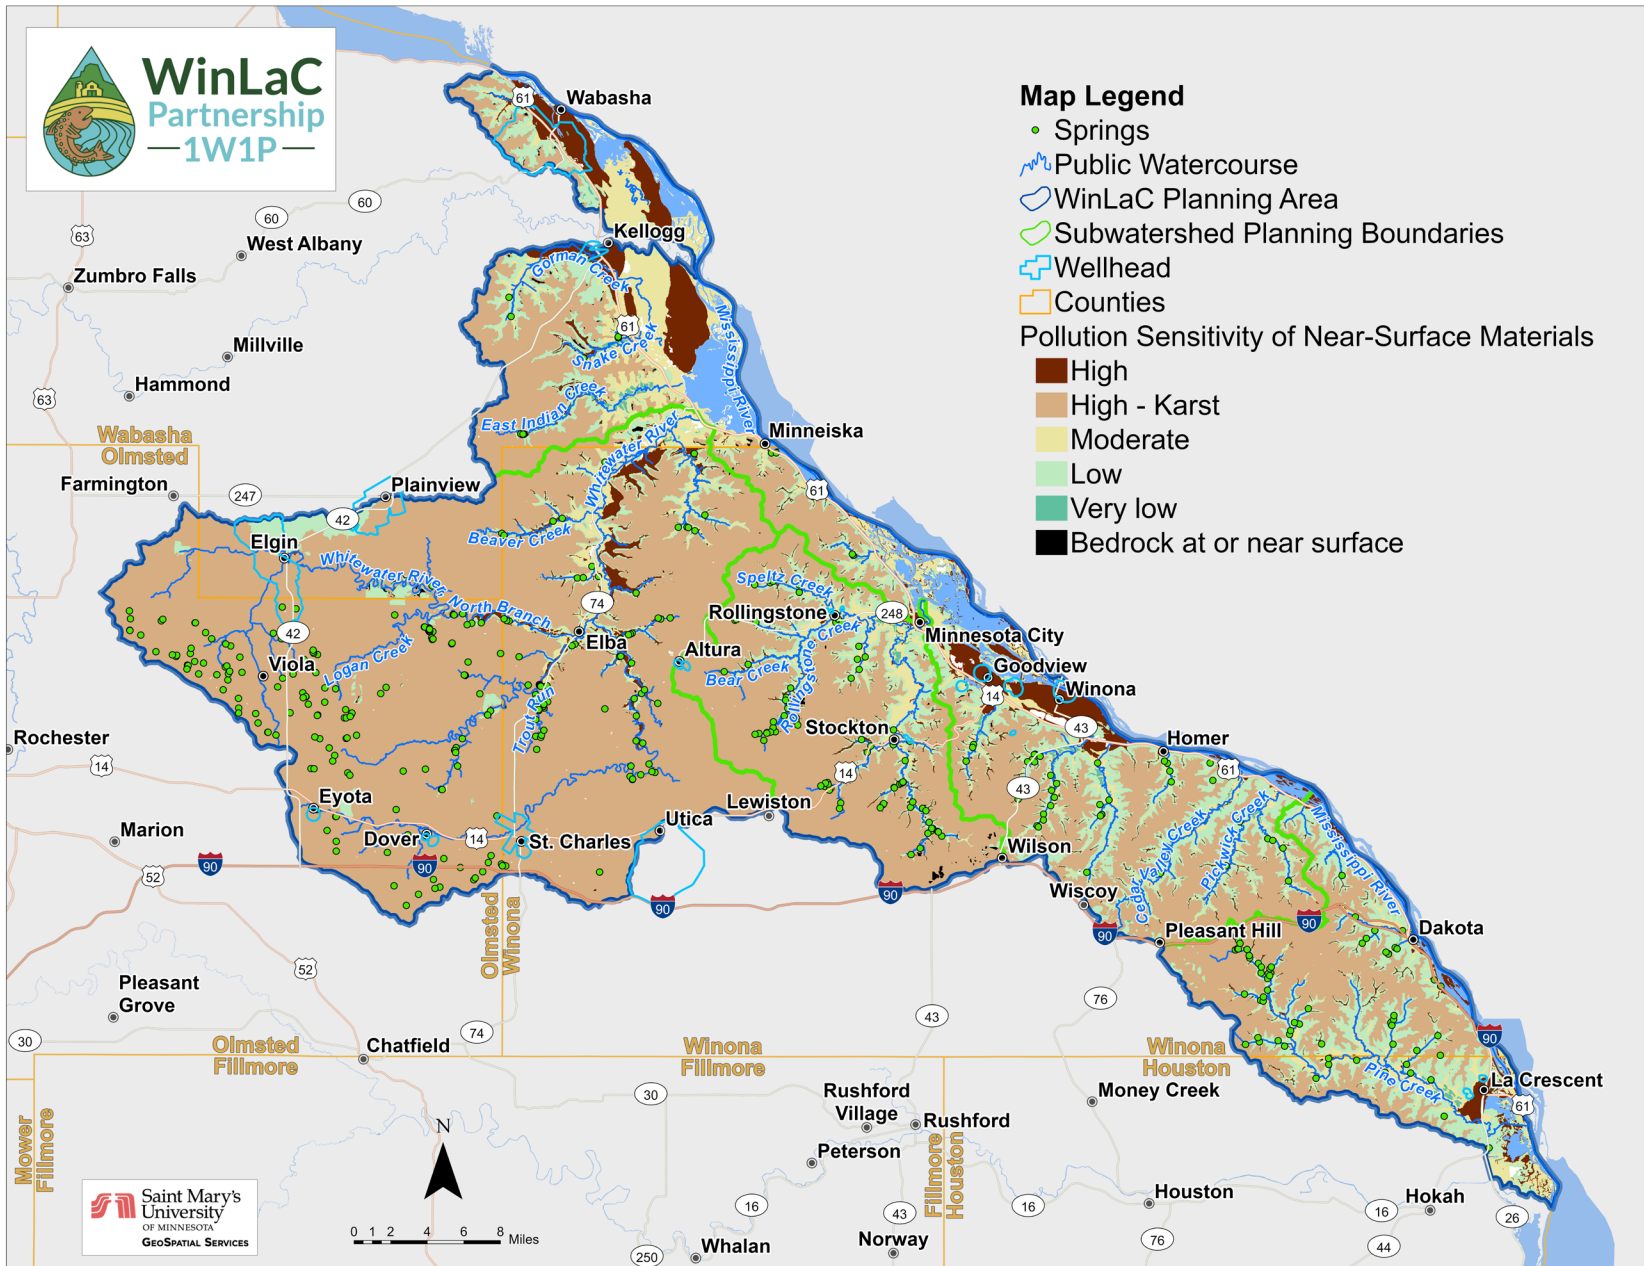 WinLaC
Partnership
1W1P
Map Legend
Springs
Public Watercourse
WinLaC Planning Area
Subwatershed Planning Boundaries
Wellhead
Counties
Pollution Sensitivity of Near-Surface Materials
High
High - Karst
Moderate
Low
Very low
Bedrock at or near surface
61
Wabasha
60
60
63
West Albany
Kellogg
Zumbro Falls
Gorman Creek
61
Mississippi River
Millville
Snake Creek
Hammond
63
East Indian Creek
Wabasha
Olmsted
Minneiska
Whitewater River
Farmington
247
Plainview
61
42
Elgin
Beaver Creek
Whitewater River, North Branch
Speltz Creek
74
Rollingstone
248
42
Minnesota City
Elba
Altura
Viola
Logan Creek
Bear Creek
Rollingstone Creek
Goodview
14
Winona
Trout Run
Stockton
43
Rochester
14
Homer
61
14
43
Eyota
Lewiston
Marion
Dover
14
St. Charles
Utica
Wilson
Cedar Valley Creek
Pickwick Creek
Mississippi River
90
90
52
90
90
Wiscoy
90
90
Dakota
Pleasant Hill
Olmsted
Winona
52
Pleasant
Grove
76
43
74
30
90
Olmsted
Fillmore
Chatfield
Winona
Fillmore
Winona
Houston
Pine Creek
La Crescent
61
30
Rushford
Village
Money Creek
Rushford
Mower
Fillmore
N
Peterson
Fillmore
Houston
Saint Mary's
University
OF MINNESOTA
GEOSPATIAL SERVICES
16
43
16
Houston
16
Hokah
26
0 1 2 4 6 8
Miles
250
Whalan
Norway
76
44